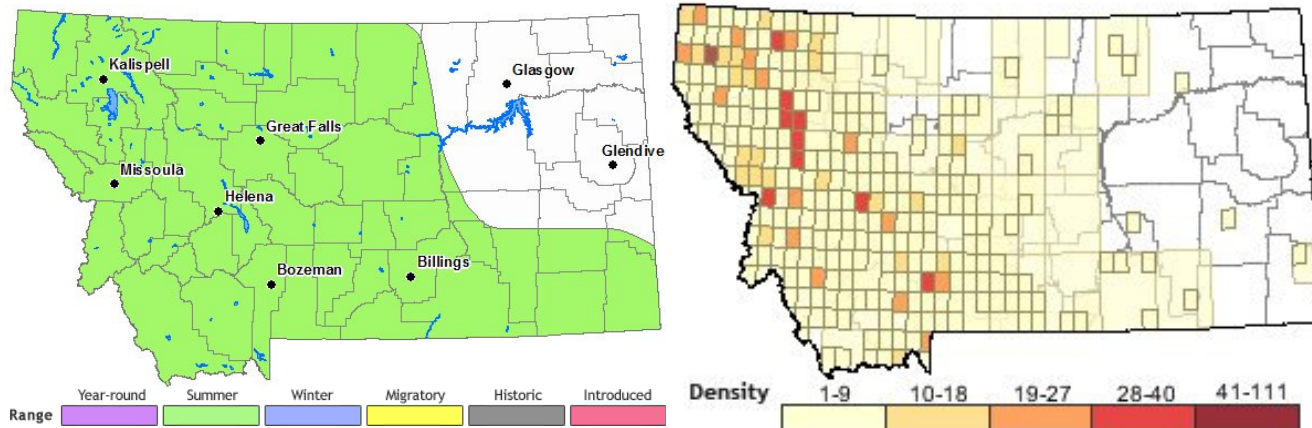 Kalispell
Glasgow
Great Falls
Glendive
Missoula
Helena
Bozeman
Billings
Range Year-round Summer Winter Migratory Historic Introduced
Density 1-9 10-18 19-27 28-40 41-111